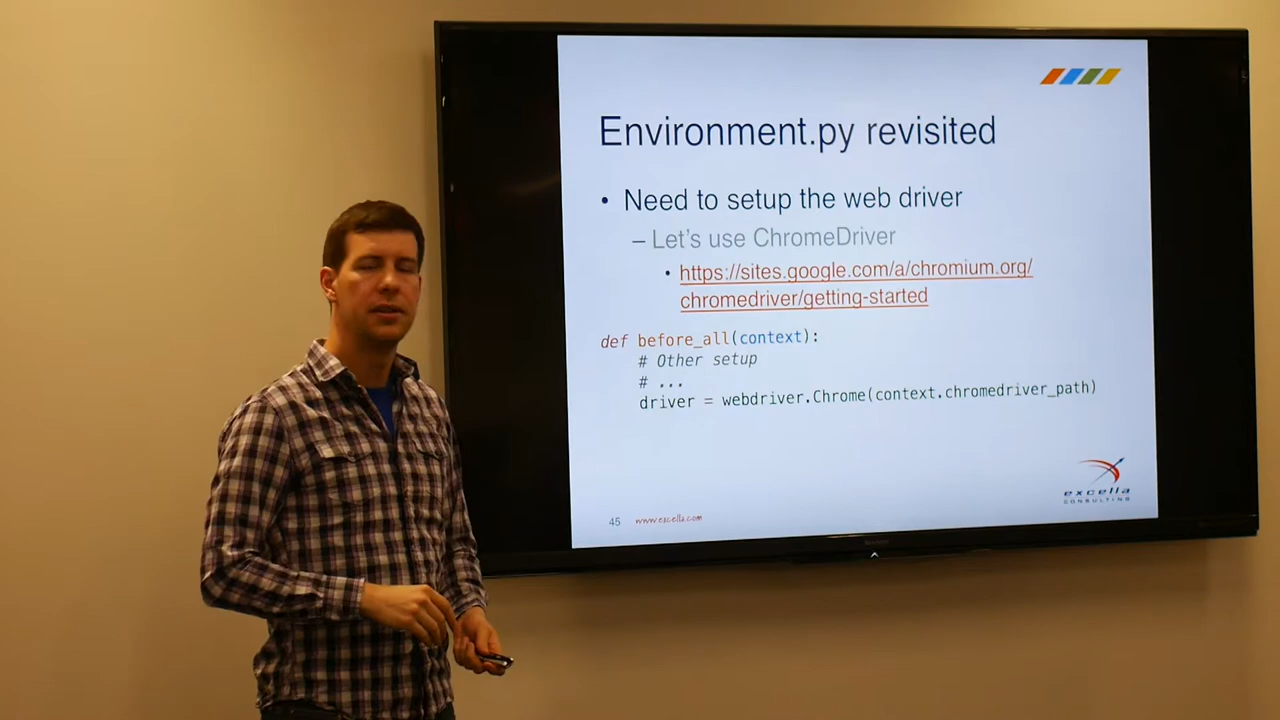 Environment.py revisited
• Need to setup the web driver
– Let's use ChromeDriver
• https://sites.google.com/a/chromium.org/
chromedriver/getting-started
def before_all(context):
# Other setup
# ...
driver = webdriver.Chrome(context.chromedriver_path)
excella
CONSULTING
45 www.excella.com